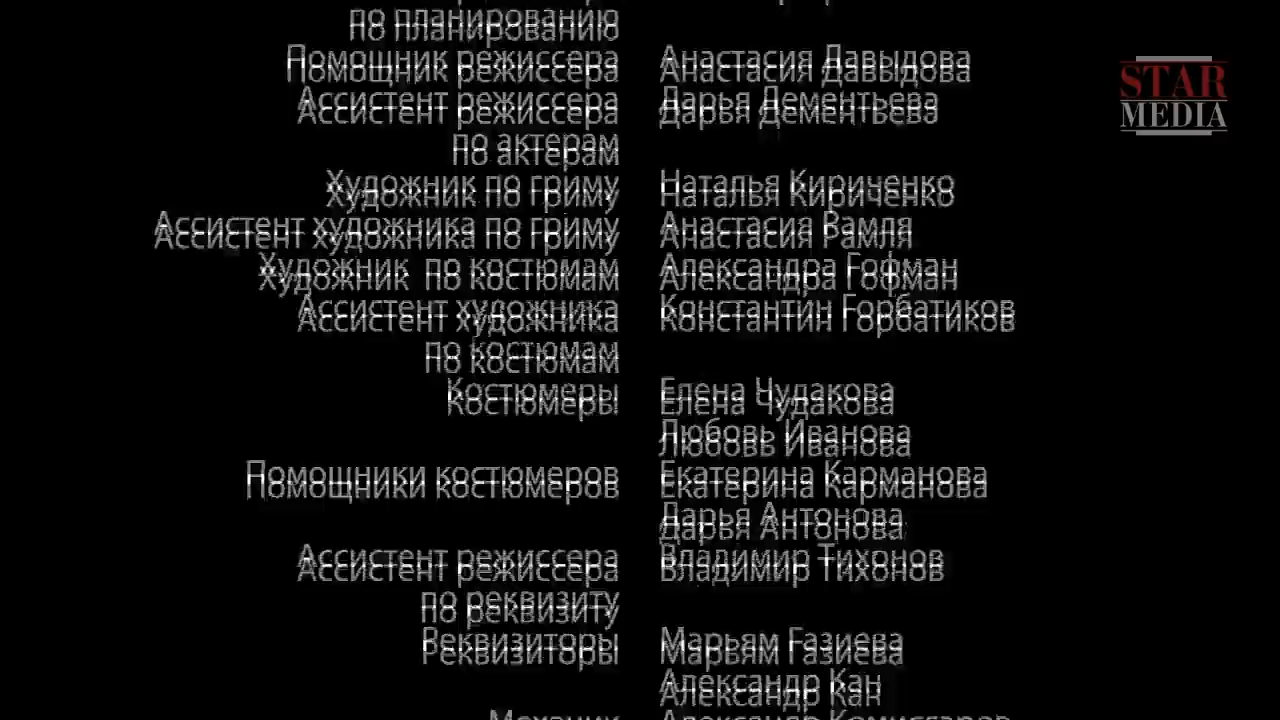 по планированию
Помощник режиссера Анастасия Давыдова
Ассистент режиссера Дарья Дементьева
по актерам
Художник по гриму Наталья Кириченко
Ассистент художника по гриму Анастасия Рамля
Художник по костюмам Александра Гофман
Ассистент художника Константин Горбатиков
по костюмам
Костюмеры Елена Чудакова
Любовь Иванова
Помощники костюмеров Екатерина Карманова
Дарья Антонова
Ассистент режиссера Владимир Тихонов
по реквизиту
Реквизиторы Марьям Газиева
Александр Кан
Механик Александр Комиссаров
STAR
MEDIA